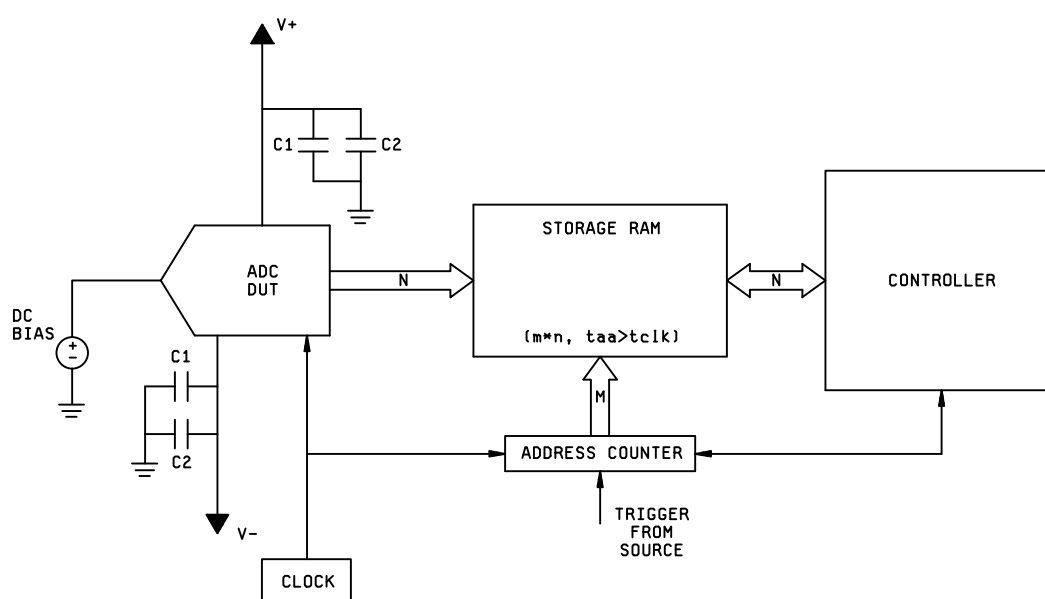 V+
C1
C2
STORAGE RAM
ADC
DUT
N
N
CONTROLLER
DC
BIAS
+
-
(m*n, taa>tclk)
C1
M
C2
ADDRESS COUNTER
TRIGGER
FROM
SOURCE
V-
CLOCK